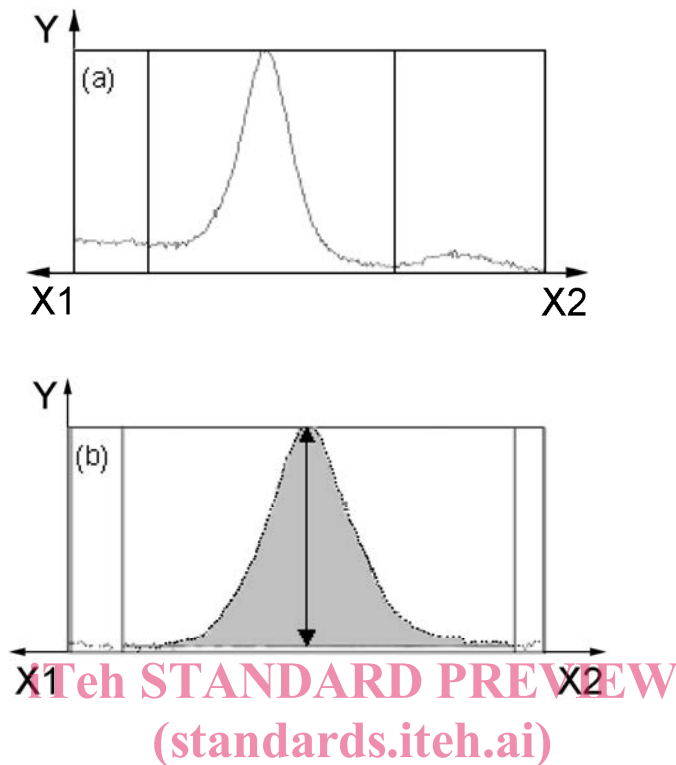 Y
(a)
X1 X2
Y
(b)
X1 X2
iTeh STANDARD PREVIEW
(standards.iteh.ai)